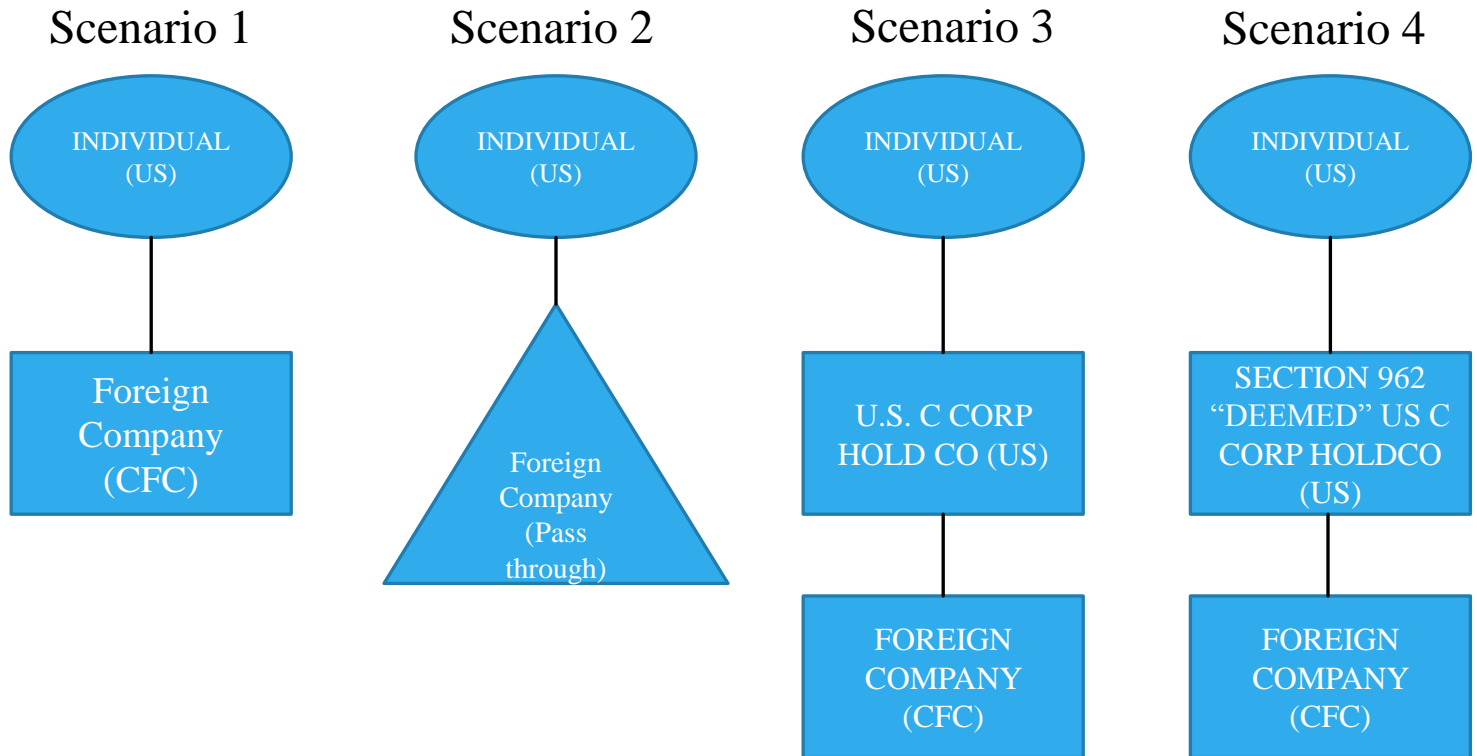 Scenario 1
INDIVIDUAL
(US)
Foreign
Company
(CFC)
Scenario 2
INDIVIDUAL
(US)
Foreign
Company
(Pass
through)
Scenario 3
INDIVIDUAL
(US)
U.S. C CORP
HOLD CO (US)
FOREIGN
COMPANY
(CFC)
Scenario 4
INDIVIDUAL
(US)
SECTION 962
“DEEMED” US C
CORP HOLDCO
(US)
FOREIGN
COMPANY
(CFC)